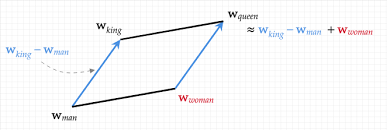 w_queen
w_king
≈ w_king − w_man + w_woman
w_king − w_man
w_woman
w_man